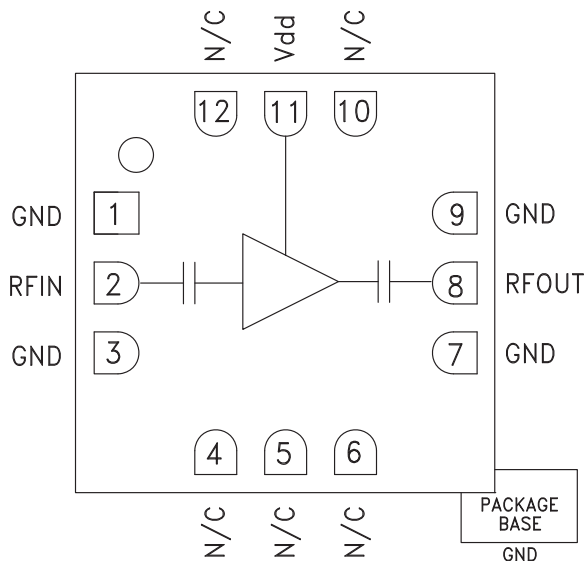 N/C
Vdd
N/C
12
11
10
GND
1
9
GND
RFIN
2
8
RFOUT
GND
3
7
GND
4
5
6
N/C
N/C
N/C
PACKAGE
BASE
GND